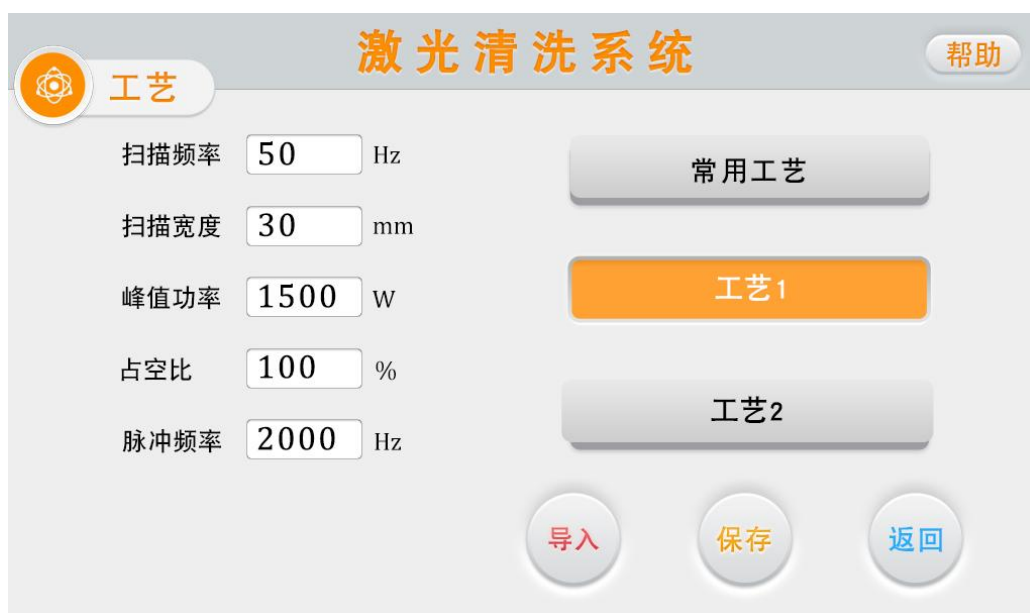 激光清洗系统
帮助
工艺
扫描频率 50 Hz
扫描宽度 30 mm
峰值功率 1500 W
占空比 100 %
脉冲频率 2000 Hz
常用工艺
工艺1
工艺2
导入
保存
返回